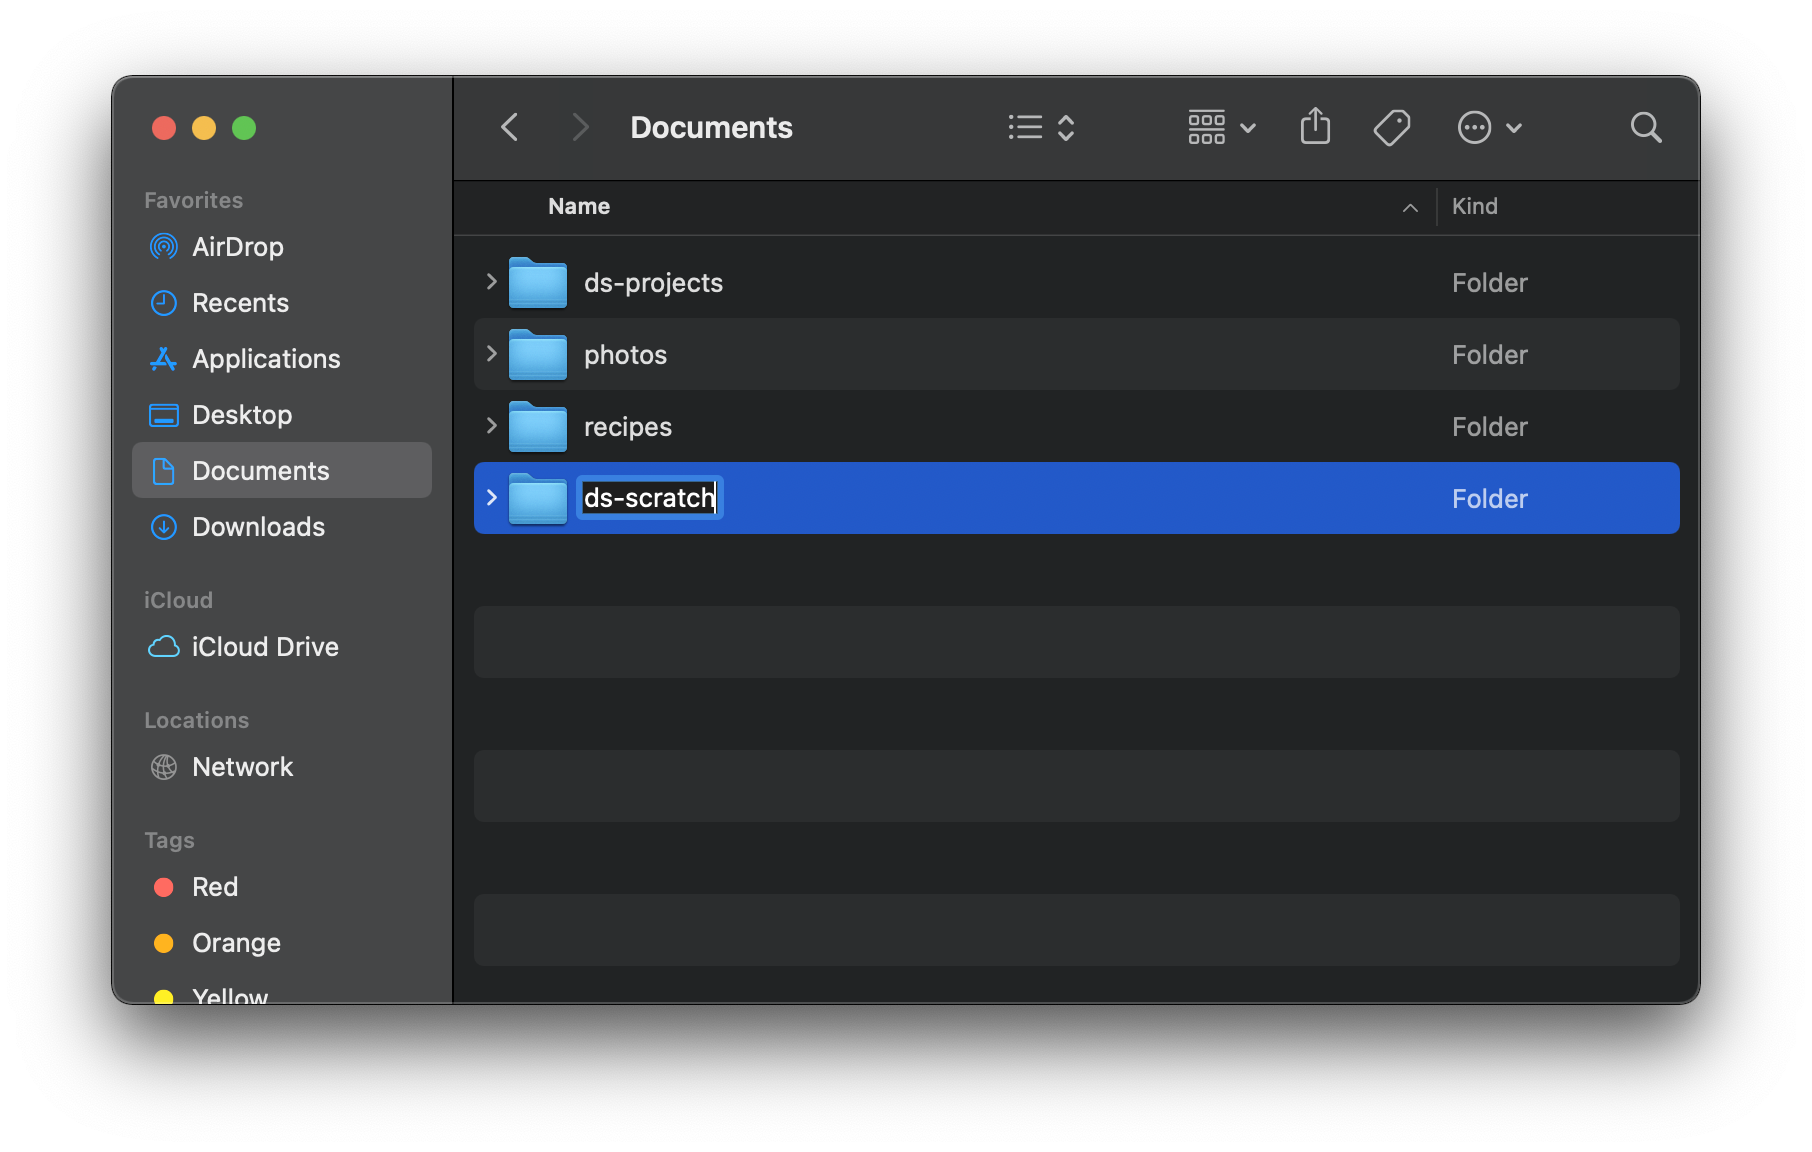 Documents
Favorites
AirDrop
Recents
Applications
Desktop
Documents
Downloads
iCloud
iCloud Drive
Locations
Network
Tags
Red
Orange
Yellow
Name Kind
ds-projects Folder
photos Folder
recipes Folder
ds-scratch Folder